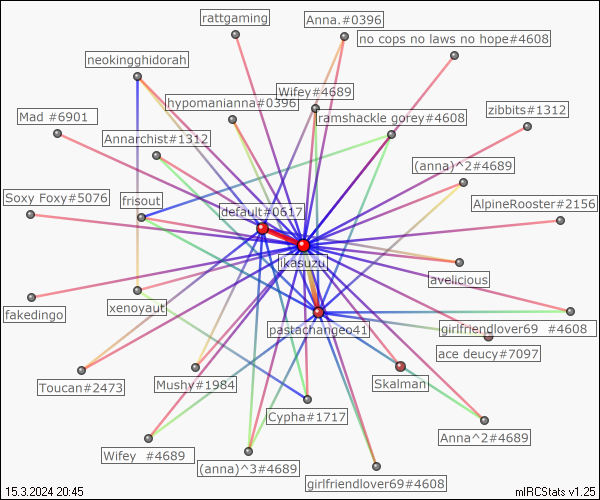 rattgaming
Anna.#0396
no cops no laws no hope#4608
neokingghidorah
Wifey#4689
hypomanianna#0396
zibbits#1312
Mad #6901
ramshackle gorey#4608
Annarchist#1312
(anna)^2#4689
Soxy Foxy#5076
frisout
AlpineRooster#2156
default#0617
ikasuzu
avelicious
xenoyaut
fakedingo
pastachangeo41
girlfriendlover69 #4608
ace deucy#7097
Toucan#2473
Mushy#1984
Skalman
Cypha#1717
Anna^2#4689
Wifey #4689
(anna)^3#4689
girlfriendlover69#4608
15.3.2024 20:45
mIRCStats v1.25